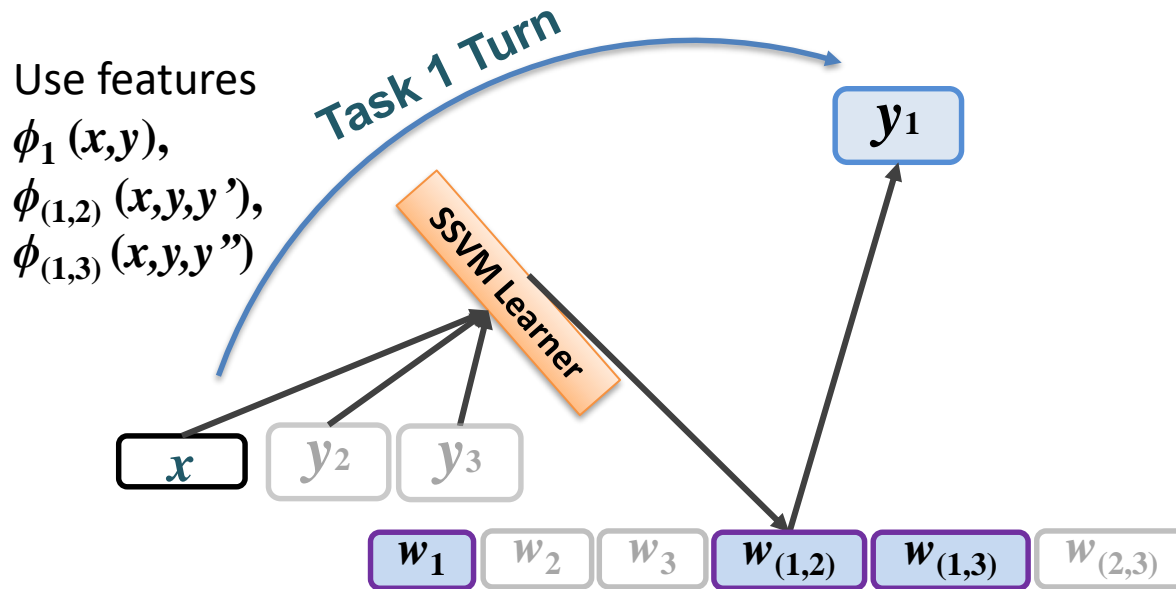 Use features
ϕ1 (x,y),
ϕ(1,2) (x,y,y’),
ϕ(1,3) (x,y,y”)
Task 1 Turn
y1
SSVM Learner
x y2 y3
w1 w2 w3 w(1,2) w(1,3) w(2,3)